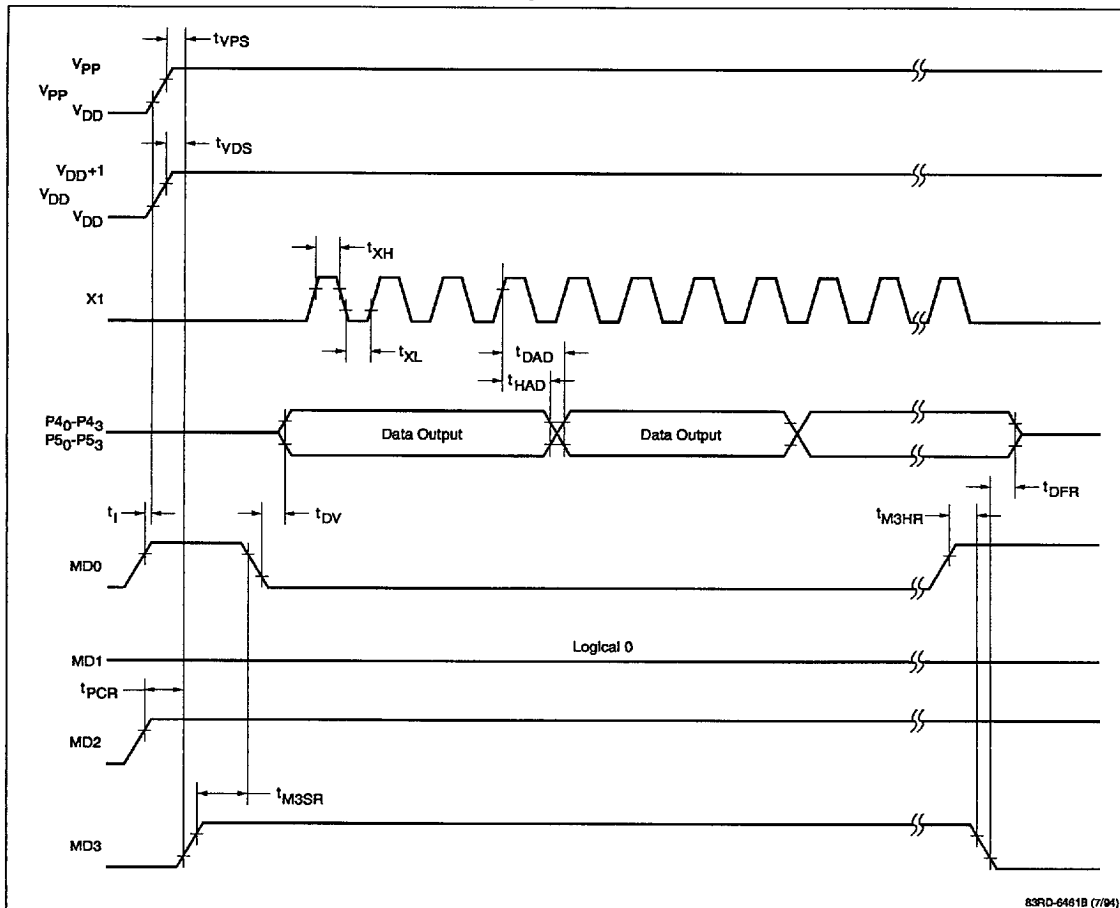 tVPS
VPP
VPP
VDD
tVDS
VDD+1
VDD
VDD
tXH
X1
tXL
tDAD
tHAD
P40-P43
P50-P53
Data Output
Data Output
tDFR
tI
tDV
tM3HR
MD0
Logical 0
MD1
tPCR
MD2
tM3SR
MD3
83RD-6461B (7/94)